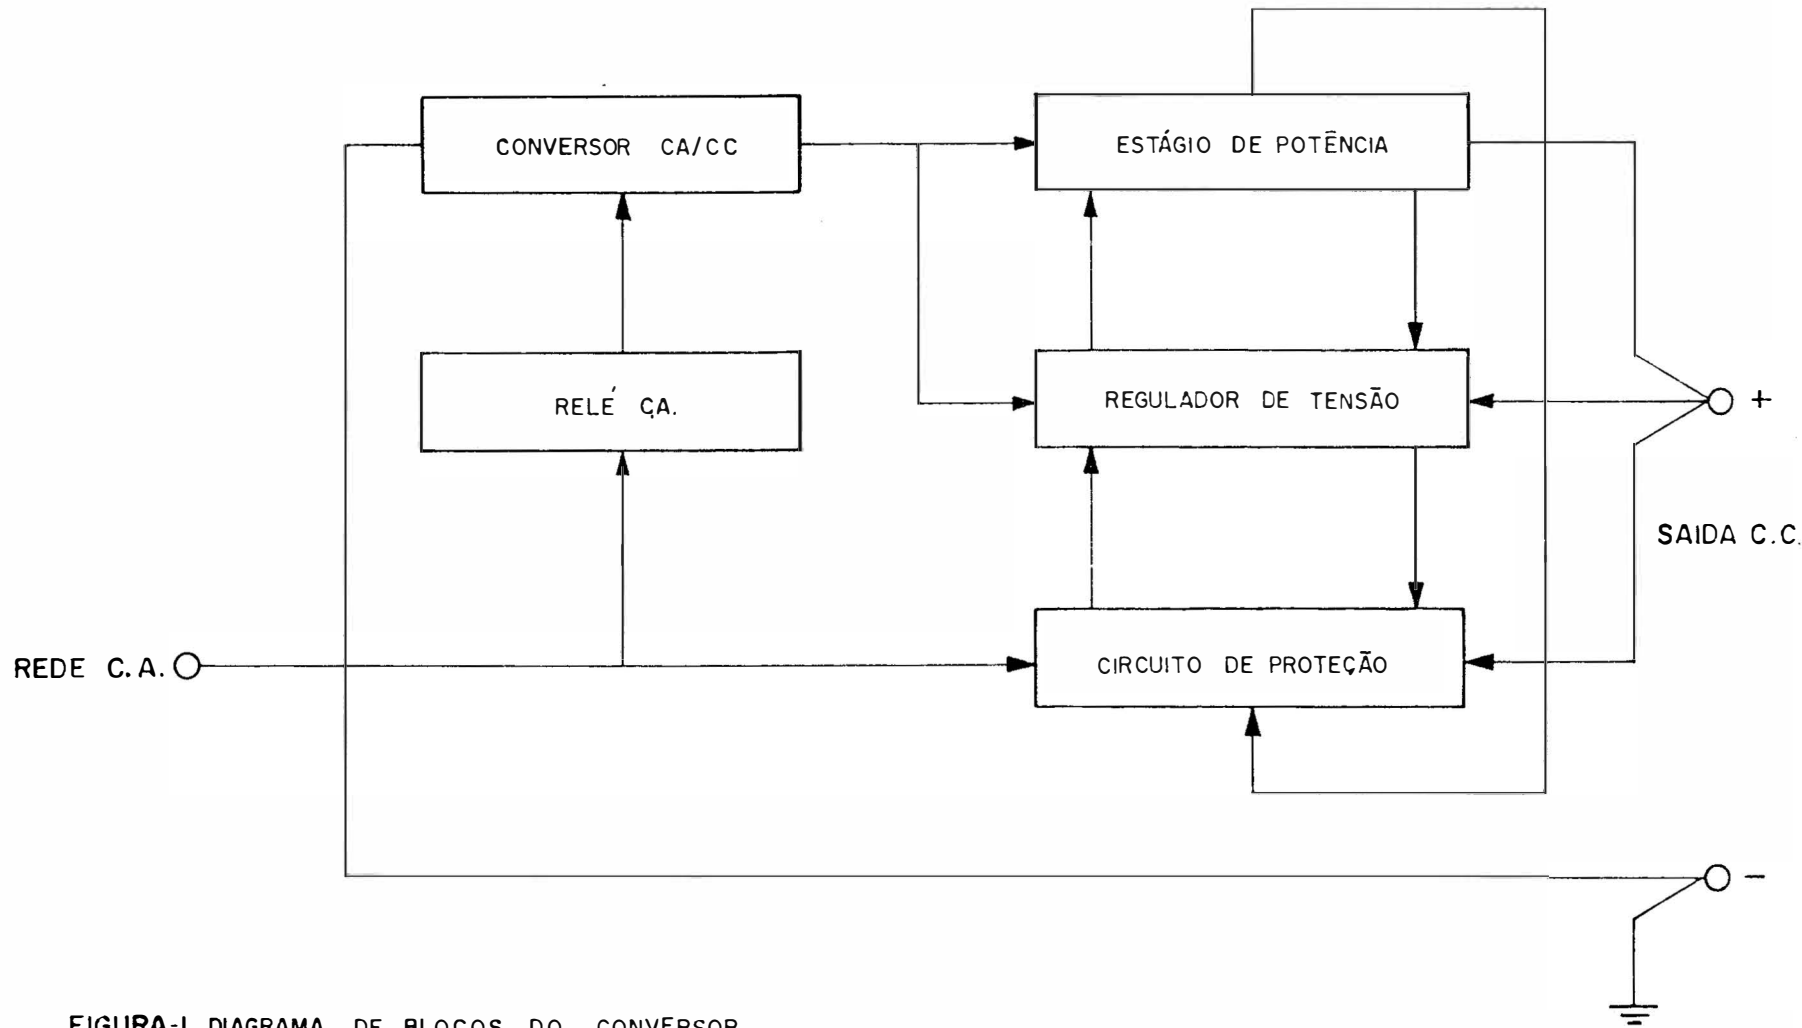 CONVERSOR CA/CC
ESTÁGIO DE POTÊNCIA
RELÉ C.A.
REGULADOR DE TENSÃO
+
SAIDA C.C.
REDE C.A.
CIRCUITO DE PROTEÇÃO
-
FIGURA-1 DIAGRAMA DE BLOCOS DO CONVERSOR